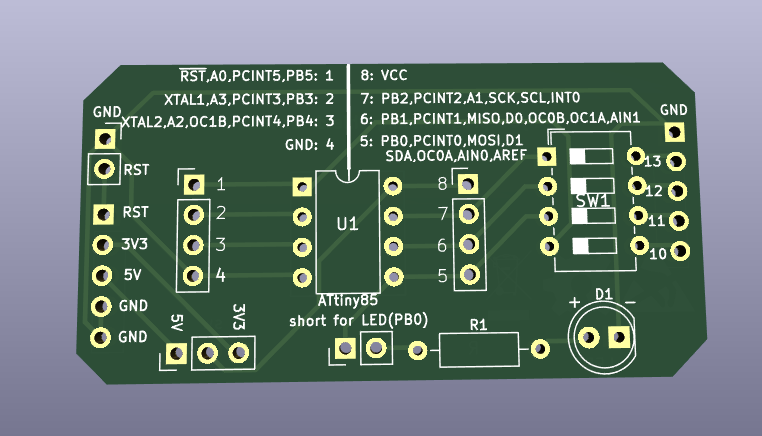 RST,A0,PCINT5,PB5: 1
8: VCC
XTAL1,A3,PCINT3,PB3: 2
7: PB2,PCINT2,A1,SCK,SCL,INT0
XTAL2,A2,OC1B,PCINT4,PB4: 3
6: PB1,PCINT1,MISO,D0,OC0B,OC1A,AIN1
GND: 4
5: PB0,PCINT0,MOSI,D1
SDA,OC0A,AIN0,AREF
GND
GND
RST
13
1
8
12
RST
2
7
SW1
11
U1
3V3
3
6
10
5V
4
5
GND
ATtiny85
D1
+
−
GND
5V
3V3
short for LED(PB0)
R1